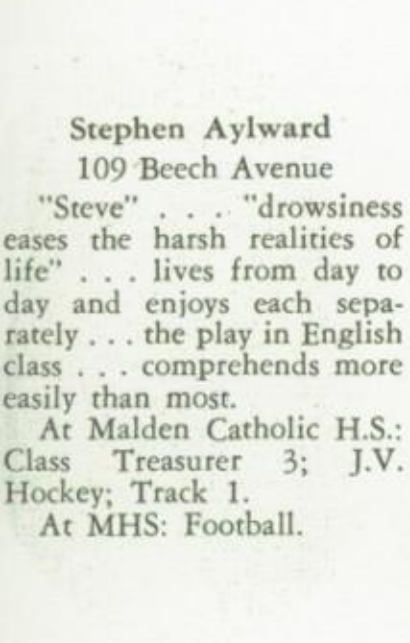 Stephen Aylward
109 Beech Avenue
"Steve" . . . "drowsiness
eases the harsh realities of
life" . . . lives from day to
day and enjoys each sepa-
rately . . . the play in English
class . . . comprehends more
easily than most.
At Malden Catholic H.S.:
Class Treasurer 3; J.V.
Hockey; Track 1.
At MHS: Football.